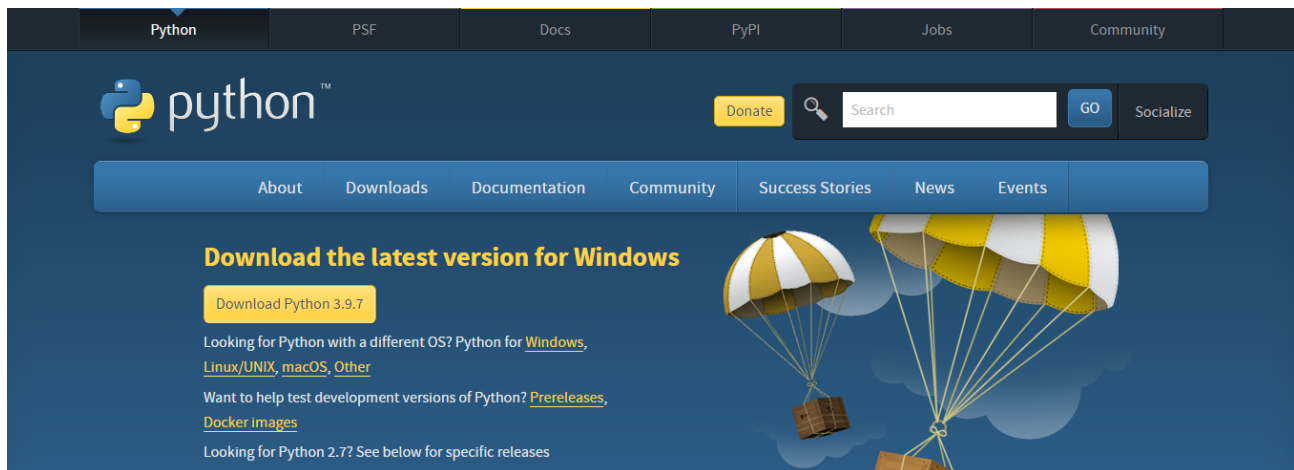 Python PSF Docs PyPI Jobs Community
python™
Donate Search GO Socialize
About Downloads Documentation Community Success Stories News Events
Download the latest version for Windows
Download Python 3.9.7
Looking for Python with a different OS? Python for Windows,
Linux/UNIX, macOS, Other
Want to help test development versions of Python? Prereleases,
Docker images
Looking for Python 2.7? See below for specific releases